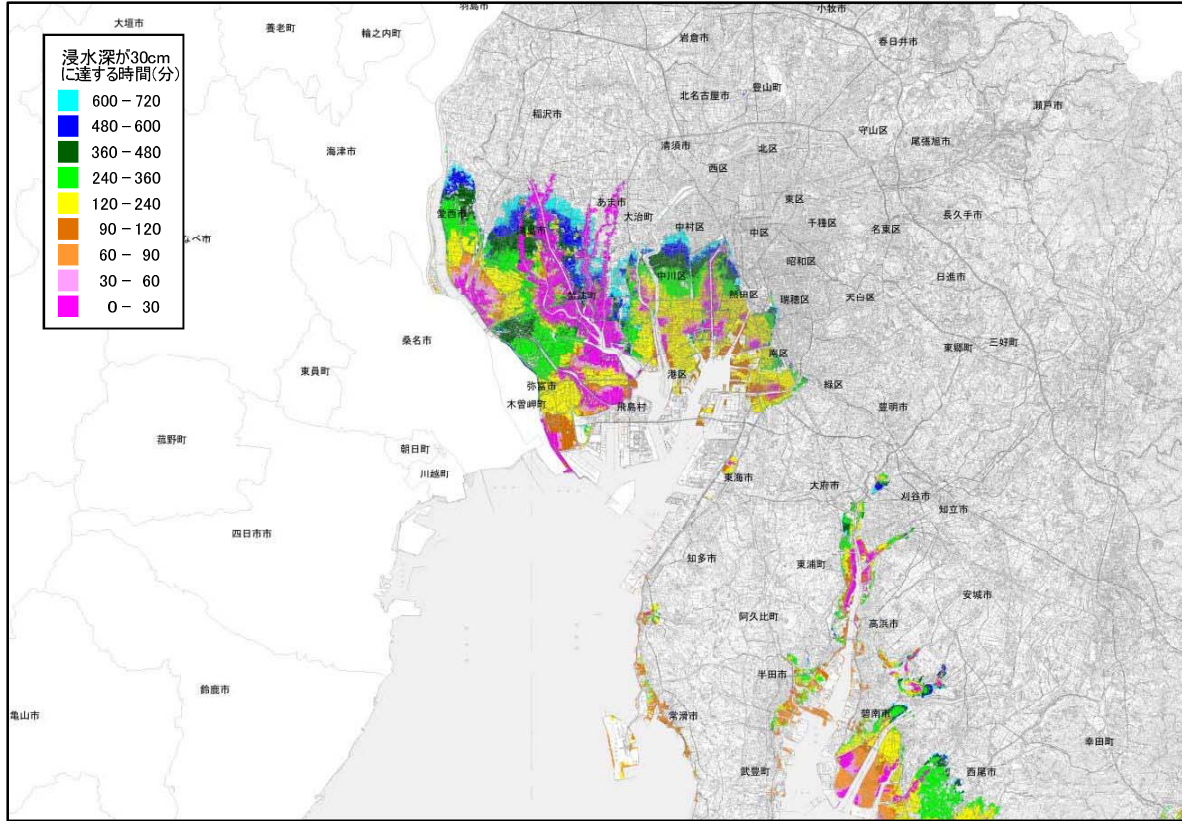 羽島市
大垣市
小牧市
養老町
輪之内町
岩倉市
春日井市
浸水深が30cm
に達する時間(分)
600－720
480－600
360－480
240－360
120－240
90－120
60－90
30－60
0－30
北名古屋市
豊山町
瀬戸市
稲沢市
守山区
尾張旭市
海津市
清須市
北区
西区
あま市
東区
大治町
愛西市
千種区
長久手市
中村区
中区
名東区
なべ市
昭和区
中川区
日進市
熱田区
瑞穂区
天白区
蟹江町
桑名市
東郷町
三好町
南区
東員町
港区
緑区
弥富市
木曽岬町
飛島村
豊明市
菰野町
朝日町
川越町
東海市
大府市
刈谷市
知立市
四日市市
知多市
東浦町
安城市
阿久比町
高浜市
半田市
鈴鹿市
亀山市
常滑市
碧南市
幸田町
武豊町
西尾市